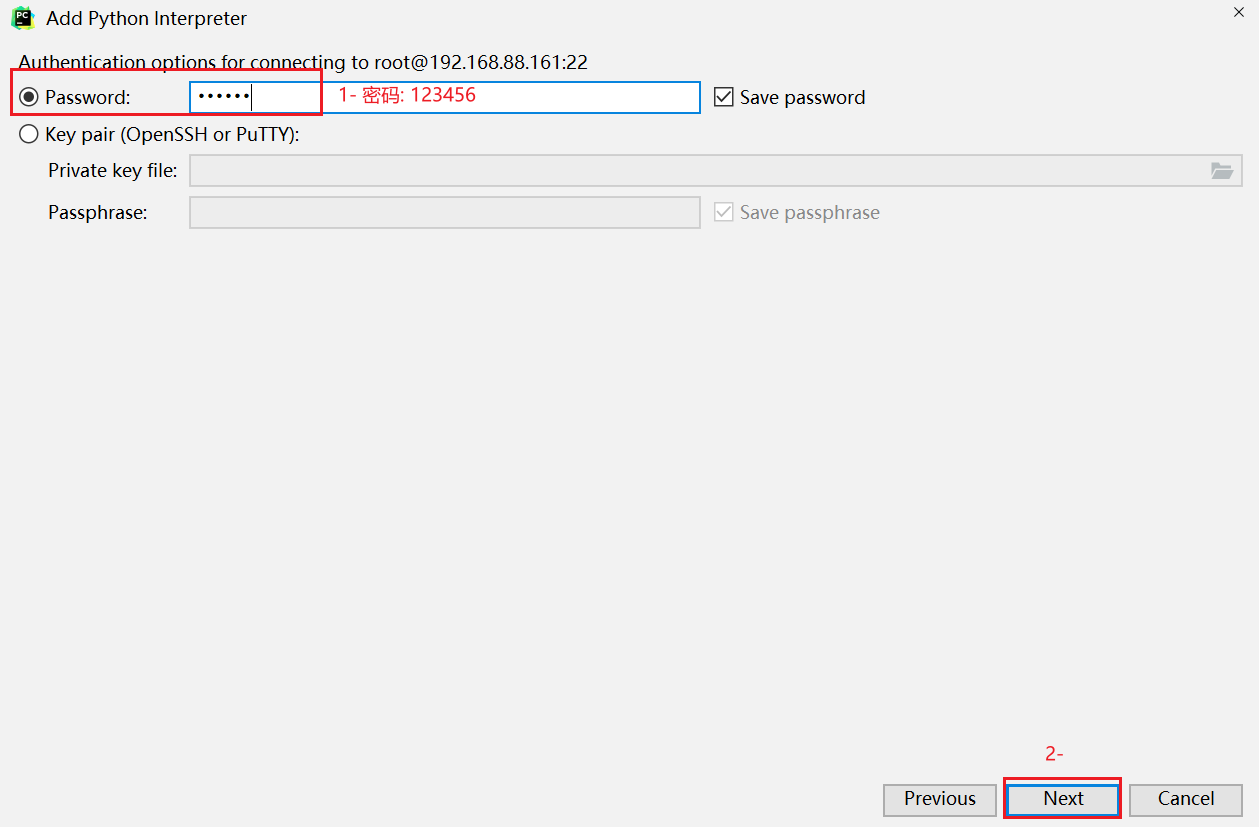 PC
Add Python Interpreter
Authentication options for connecting to root@192.168.88.161:22
Password: •••••• 1- 密码: 123456 Save password
Key pair (OpenSSH or PuTTY):
Private key file:
Passphrase: Save passphrase
2-
Previous Next Cancel